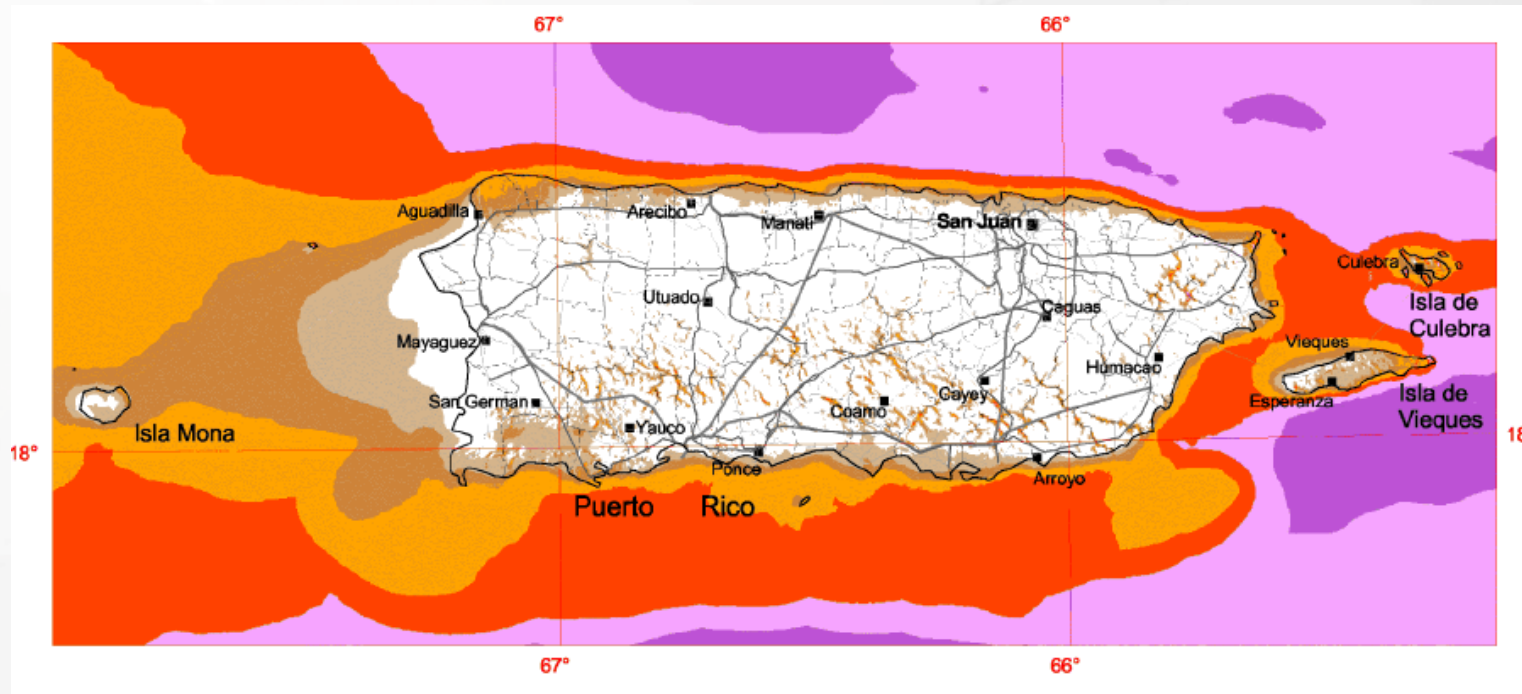 67°
66°
Aguadilla
Arecibo
Manati
San Juan
Culebra
Isla de
Culebra
Utuado
Caguas
Mayaguez
Vieques
Humacao
San German
Cayey
Coamo
Esperanza
Isla de
Vieques
Isla Mona
Yauco
18°
18
Ponce
Arroyo
Puerto Rico
67°
66°